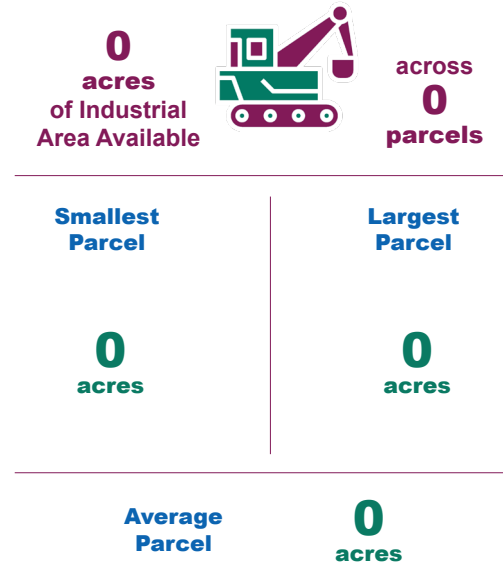 0
acres
of Industrial
Area Available
across
0
parcels
Smallest
Parcel
0
acres
Largest
Parcel
0
acres
Average
Parcel
0
acres